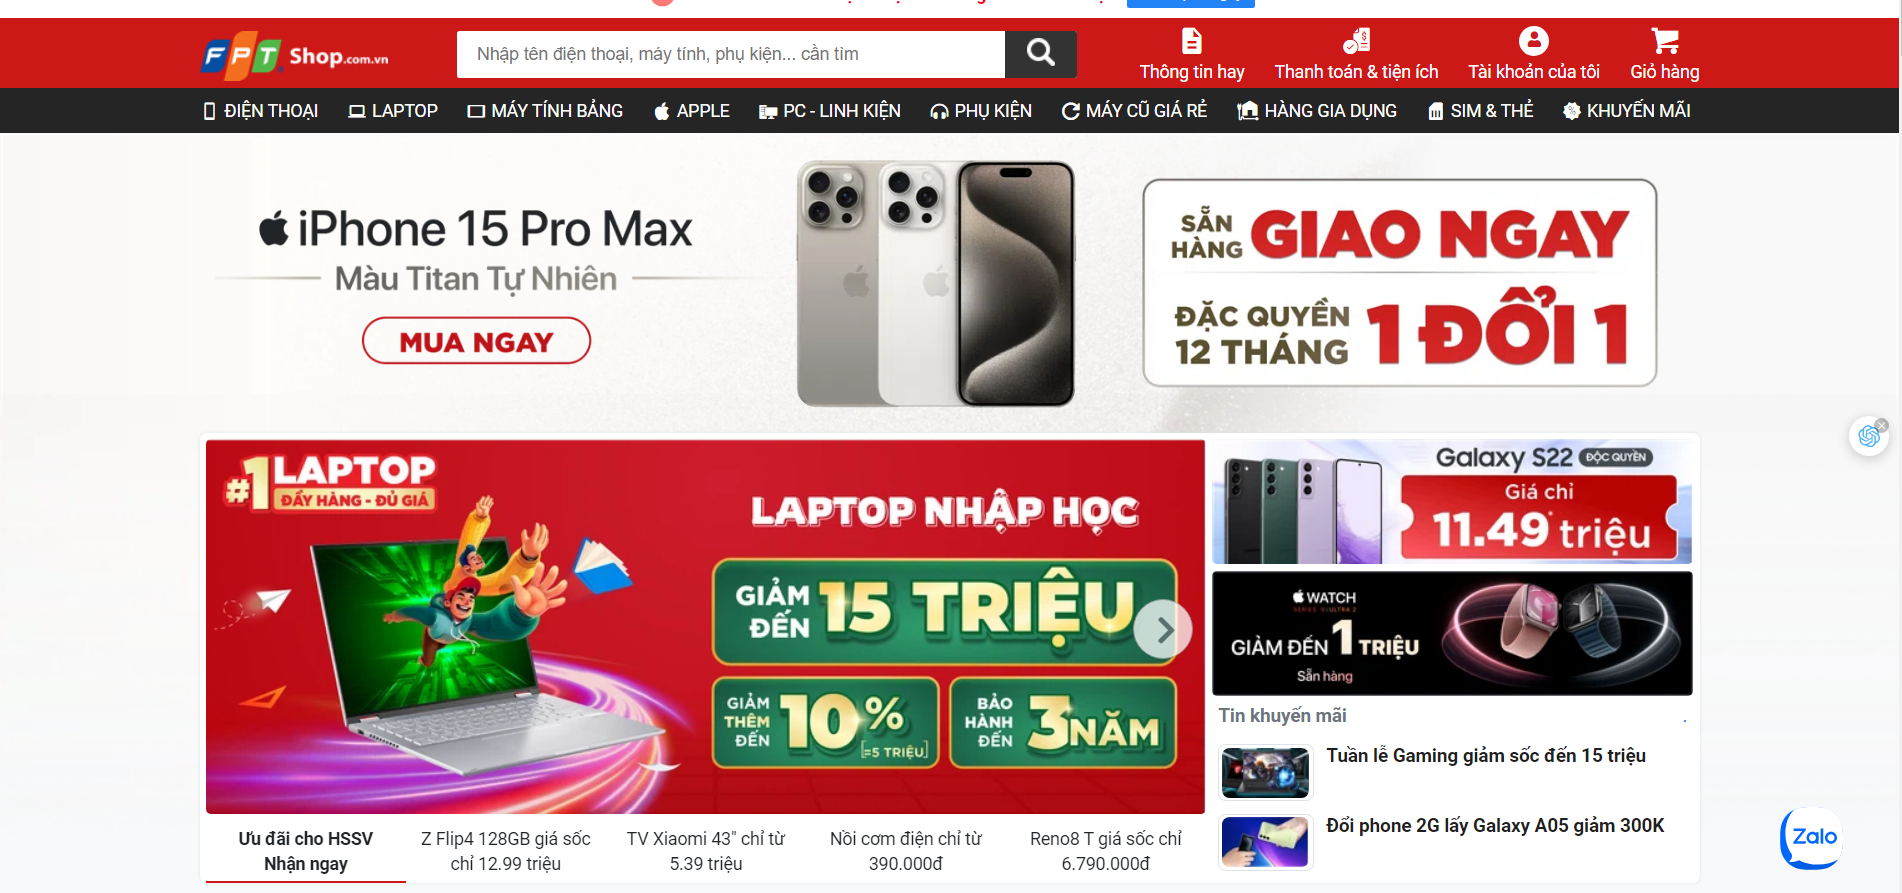 FPT Shop.com.vn
Nhập tên điện thoại, máy tính, phụ kiện... cần tìm
Thông tin hay
Thanh toán & tiện ích
Tài khoản của tôi
Giỏ hàng
ĐIỆN THOẠI
LAPTOP
MÁY TÍNH BẢNG
APPLE
PC - LINH KIỆN
PHỤ KIỆN
MÁY CŨ GIÁ RẺ
HÀNG GIA DỤNG
SIM & THẺ
KHUYẾN MÃI
iPhone 15 Pro Max
Màu Titan Tự Nhiên
MUA NGAY
SẴN HÀNG GIAO NGAY
ĐẶC QUYỀN 12 THÁNG 1 ĐỔI 1
#1 LAPTOP
ĐẦY HÀNG - ĐỦ GIÁ
LAPTOP NHẬP HỌC
GIẢM ĐẾN 15 TRIỆU
GIẢM THÊM ĐẾN 10% [=5 TRIỆU]
BẢO HÀNH ĐẾN 3 NĂM
Galaxy S22 ĐỘC QUYỀN
Giá chỉ
11.49* triệu
WATCH
SERIES 9 | ULTRA 2
GIẢM ĐẾN 1 TRIỆU
Sẵn hàng
Tin khuyến mãi
Tuần lễ Gaming giảm sốc đến 15 triệu
Đổi phone 2G lấy Galaxy A05 giảm 300K
Ưu đãi cho HSSV
Nhận ngay
Z Flip4 128GB giá sốc
chỉ 12.99 triệu
TV Xiaomi 43" chỉ từ
5.39 triệu
Nồi cơm điện chỉ từ
390.000đ
Reno8 T giá sốc chỉ
6.790.000đ
Zalo